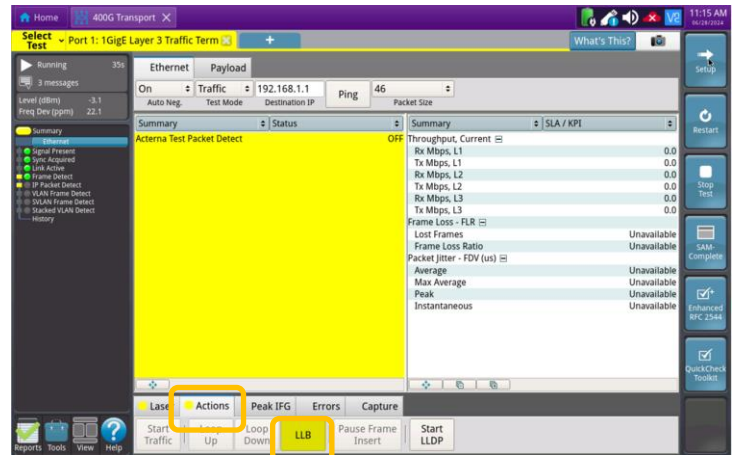 Home
400G Transport
11:15 AM
06/28/2024
Select
Test
Port 1: 1GigE Layer 3 Traffic Term
+
What's This?
Running 35s
3 messages
Level (dBm) -3.1
Freq Dev (ppm) 22.1
Summary
Ethernet
Signal Present
Sync Acquired
Link Active
Frame Detect
IP Packet Detect
VLAN Frame Detect
SVLAN Frame Detect
Stacked VLAN Detect
History
Ethernet Payload
On Traffic 192.168.1.1 Ping 46
Auto Neg. Test Mode Destination IP Packet Size
Summary Status
Acterna Test Packet Detect OFF
Summary SLA / KPI
Throughput, Current
Rx Mbps, L1 0.0
Tx Mbps, L1 0.0
Rx Mbps, L2 0.0
Tx Mbps, L2 0.0
Rx Mbps, L3 0.0
Tx Mbps, L3 0.0
Frame Loss - FLR
Lost Frames Unavailable
Frame Loss Ratio Unavailable
Packet Jitter - FDV (us)
Average Unavailable
Max Average Unavailable
Peak Unavailable
Instantaneous Unavailable
Setup
Restart
Stop
Test
SAM-
Complete
Enhanced
RFC 2544
QuickCheck
Toolkit
Laser Actions Peak IFG Errors Capture
Start
Traffic
Loop
Up
Loop
Down
LLB
Pause Frame
Insert
Start
LLDP
Reports Tools View Help